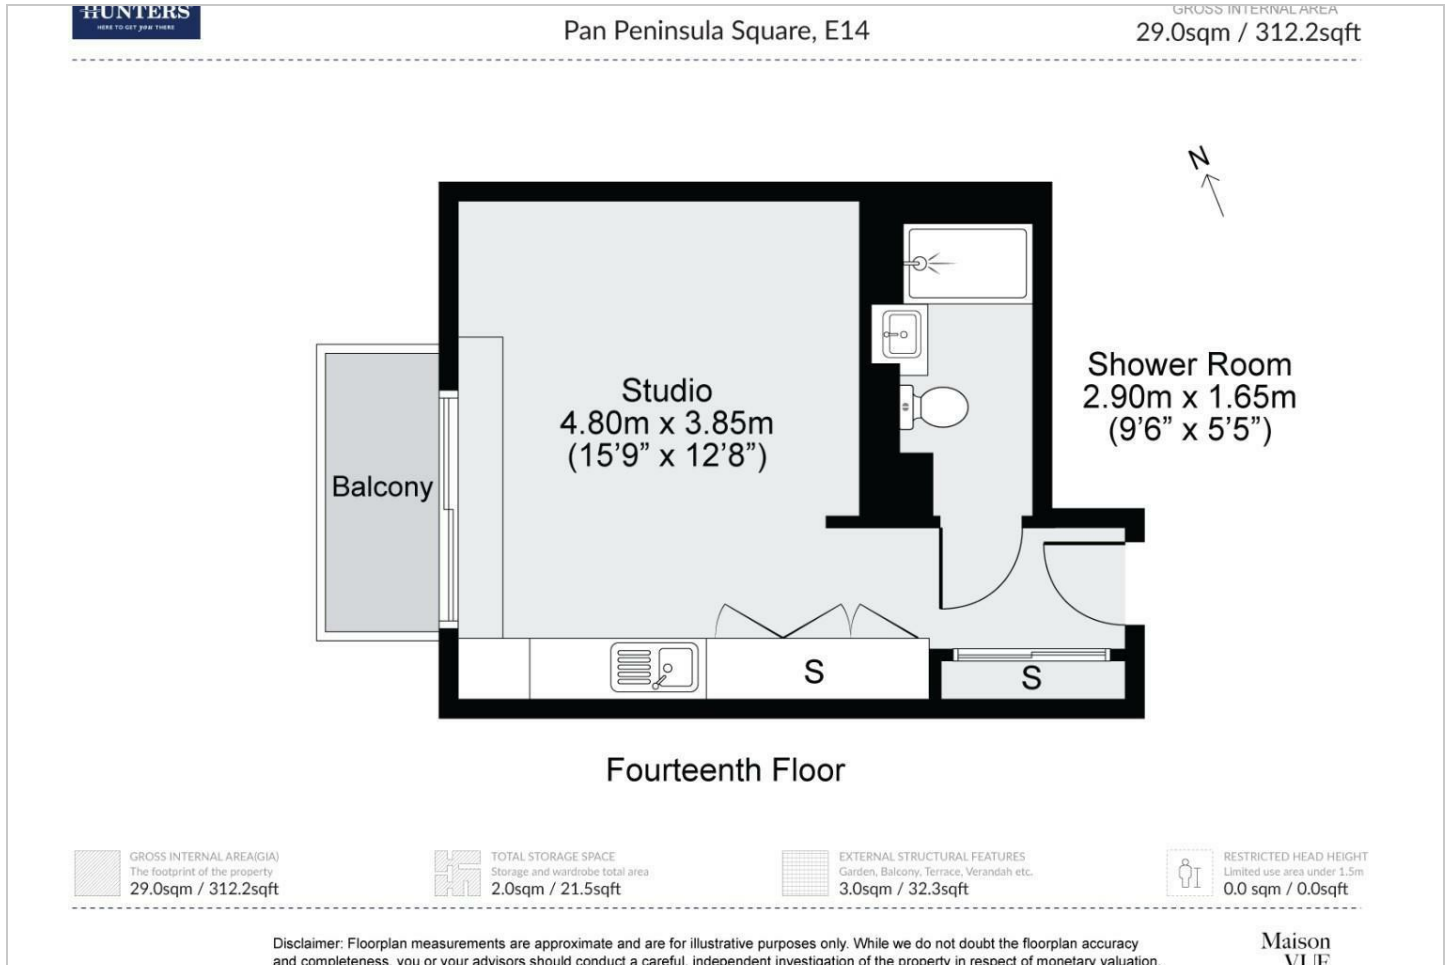 HUNTERS
HERE TO GET you THERE
Pan Peninsula Square, E14
GROSS INTERNAL AREA
29.0sqm / 312.2sqft
N
Studio
4.80m x 3.85m
(15’9” x 12’8”)
Shower Room
2.90m x 1.65m
(9’6” x 5’5”)
Balcony
S
S
Fourteenth Floor
GROSS INTERNAL AREA(GIA)
The footprint of the property
29.0sqm / 312.2sqft
TOTAL STORAGE SPACE
Storage and wardrobe total area
2.0sqm / 21.5sqft
EXTERNAL STRUCTURAL FEATURES
Garden, Balcony, Terrace, Verandah etc.
3.0sqm / 32.3sqft
RESTRICTED HEAD HEIGHT
Limited use area under 1.5m
0.0 sqm / 0.0sqft
Disclaimer: Floorplan measurements are approximate and are for illustrative purposes only. While we do not doubt the floorplan accuracy
and completeness, you or your advisors should conduct a careful, independent investigation of the property in respect of monetary valuation.
Maison
VUE